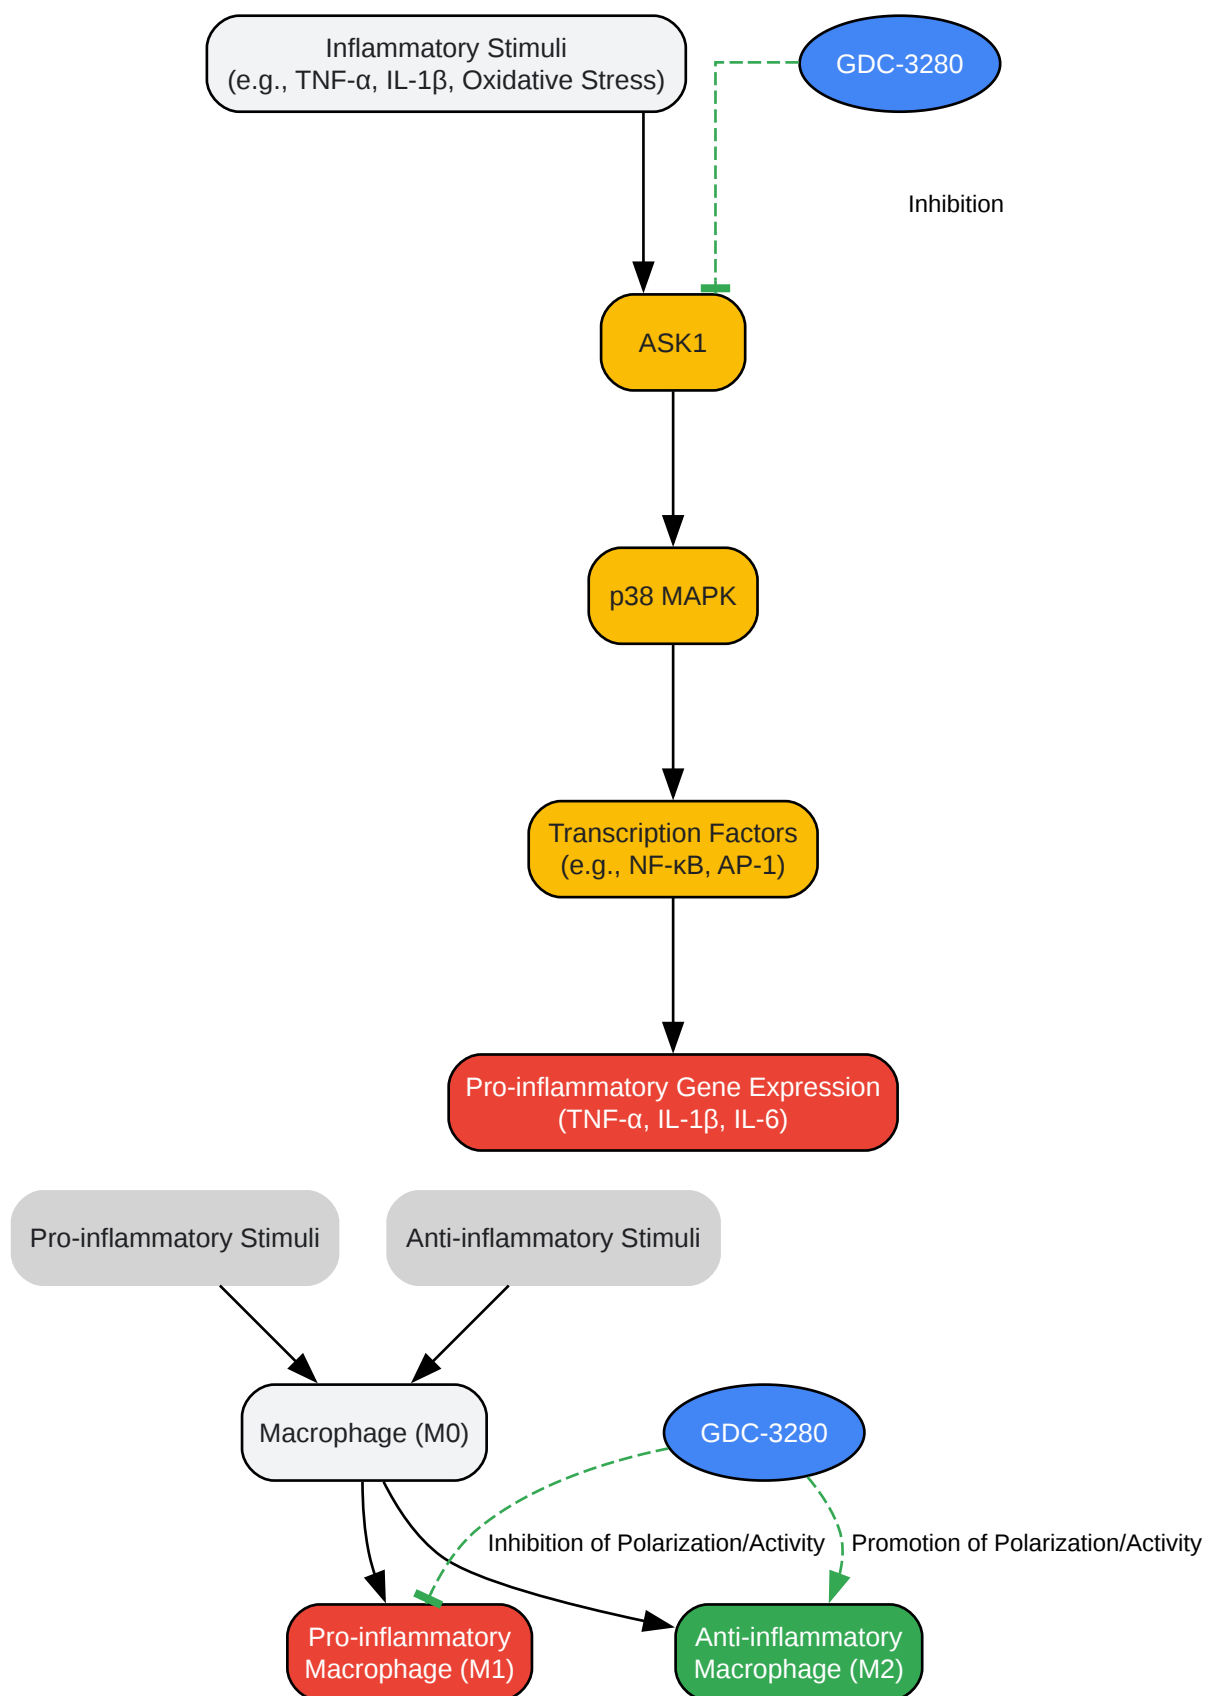 Inflammatory Stimuli
(e.g., TNF-α, IL-1β, Oxidative Stress)
GDC-3280
Inhibition
ASK1
p38 MAPK
Transcription Factors
(e.g., NF-κB, AP-1)
Pro-inflammatory Gene Expression
(TNF-α, IL-1β, IL-6)
Pro-inflammatory Stimuli
Anti-inflammatory Stimuli
Macrophage (M0)
GDC-3280
Inhibition of Polarization/Activity
Promotion of Polarization/Activity
Pro-inflammatory
Macrophage (M1)
Anti-inflammatory
Macrophage (M2)